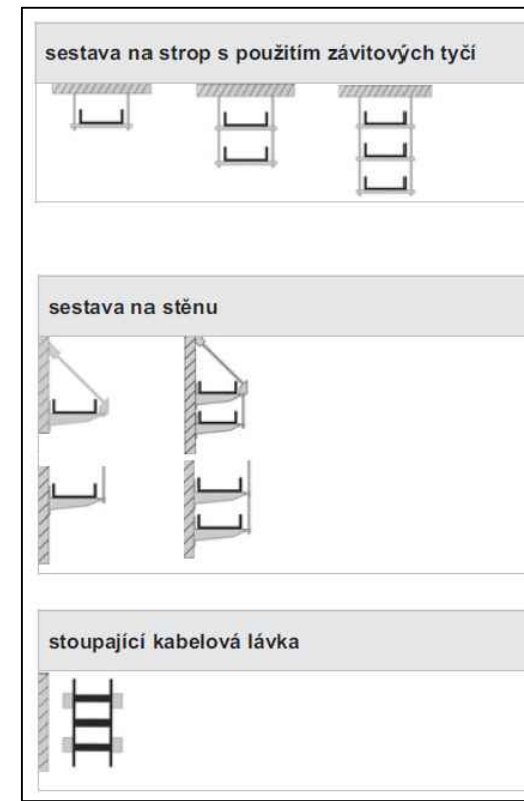 sestava na strop s použitím závitových tyčí
sestava na stěnu
stoupající kabelová lávka